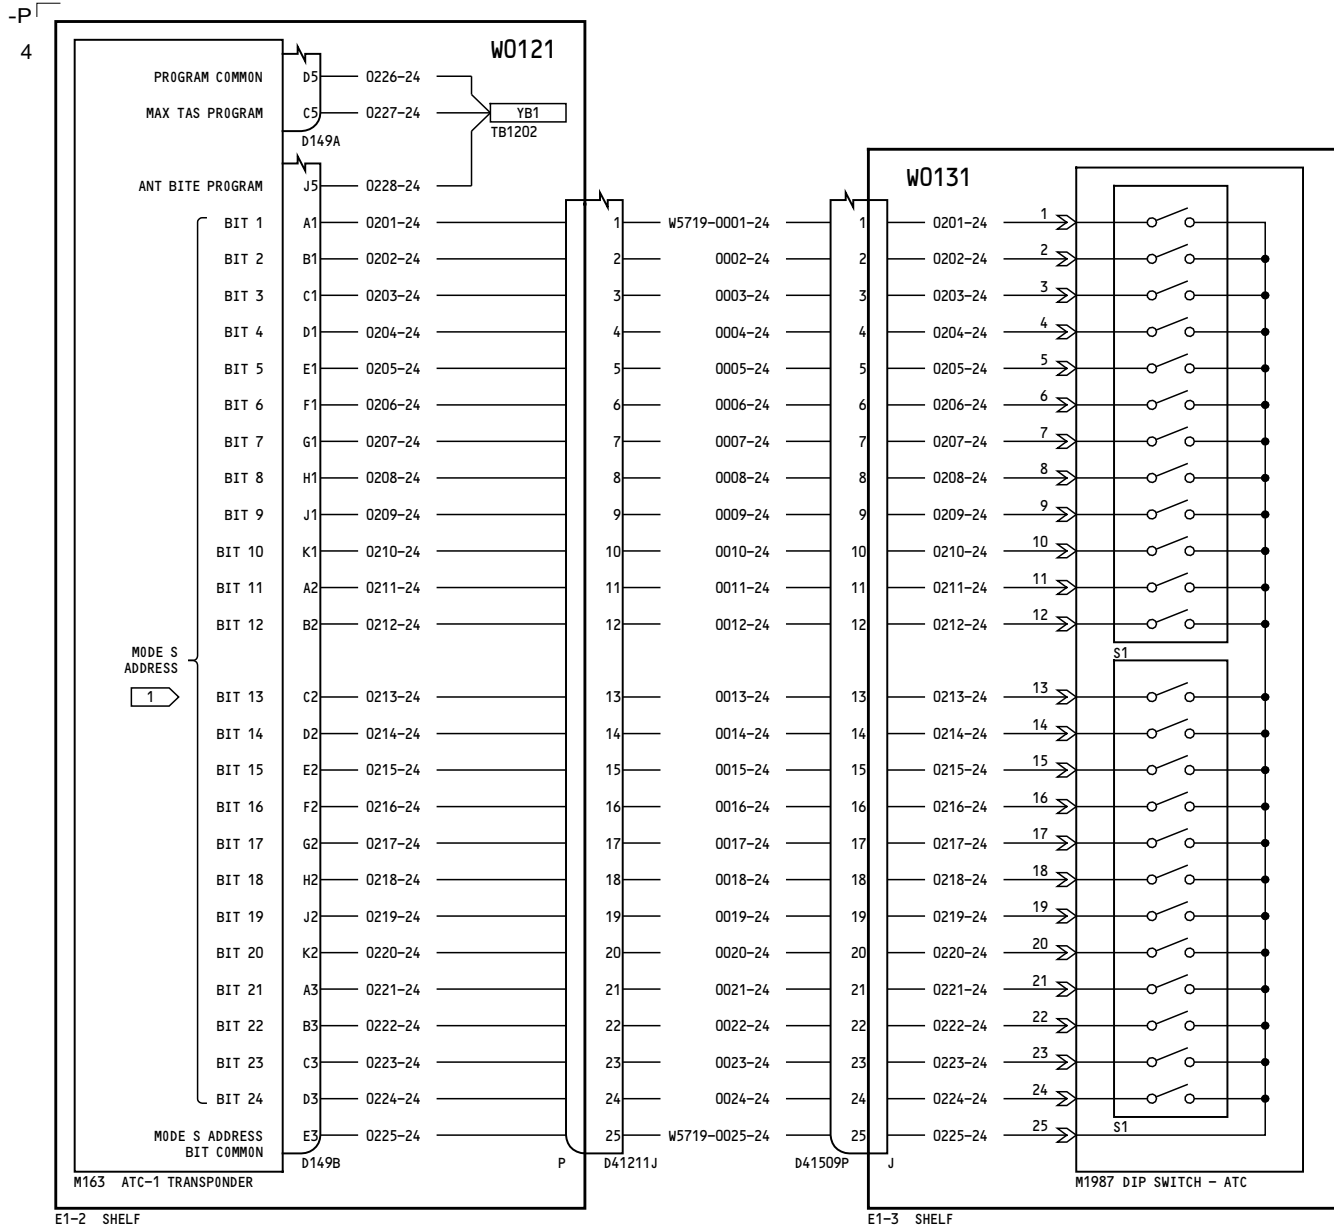 -P
4
W0121
PROGRAM COMMON D5 0226-24
MAX TAS PROGRAM C5 0227-24 YB1
TB1202
D149A
W0131
ANT BITE PROGRAM J5 0228-24
BIT 1 A1 0201-24 1 W5719-0001-24 1 0201-24 1
BIT 2 B1 0202-24 2 0002-24 2 0202-24 2
BIT 3 C1 0203-24 3 0003-24 3 0203-24 3
BIT 4 D1 0204-24 4 0004-24 4 0204-24 4
BIT 5 E1 0205-24 5 0005-24 5 0205-24 5
BIT 6 F1 0206-24 6 0006-24 6 0206-24 6
BIT 7 G1 0207-24 7 0007-24 7 0207-24 7
BIT 8 H1 0208-24 8 0008-24 8 0208-24 8
BIT 9 J1 0209-24 9 0009-24 9 0209-24 9
BIT 10 K1 0210-24 10 0010-24 10 0210-24 10
BIT 11 A2 0211-24 11 0011-24 11 0211-24 11
BIT 12 B2 0212-24 12 0012-24 12 0212-24 12
S1
MODE S
ADDRESS
1
BIT 13 C2 0213-24 13 0013-24 13 0213-24 13
BIT 14 D2 0214-24 14 0014-24 14 0214-24 14
BIT 15 E2 0215-24 15 0015-24 15 0215-24 15
BIT 16 F2 0216-24 16 0016-24 16 0216-24 16
BIT 17 G2 0217-24 17 0017-24 17 0217-24 17
BIT 18 H2 0218-24 18 0018-24 18 0218-24 18
BIT 19 J2 0219-24 19 0019-24 19 0219-24 19
BIT 20 K2 0220-24 20 0020-24 20 0220-24 20
BIT 21 A3 0221-24 21 0021-24 21 0221-24 21
BIT 22 B3 0222-24 22 0022-24 22 0222-24 22
BIT 23 C3 0223-24 23 0023-24 23 0223-24 23
BIT 24 D3 0224-24 24 0024-24 24 0224-24 24
S1
MODE S ADDRESS E3 0225-24 25 W5719-0025-24 25 0225-24 25
BIT COMMON
D149B P D41211J D41509P J
M163 ATC-1 TRANSPONDER
M1987 DIP SWITCH - ATC
E1-2 SHELF
E1-3 SHELF